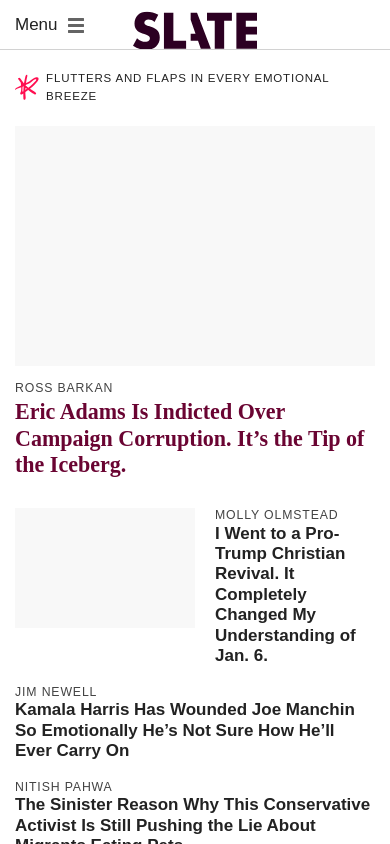 Menu
SLATE
FLUTTERS AND FLAPS IN EVERY EMOTIONAL
BREEZE
ROSS BARKAN
Eric Adams Is Indicted Over
Campaign Corruption. It’s the Tip of
the Iceberg.
MOLLY OLMSTEAD
I Went to a Pro-
Trump Christian
Revival. It
Completely
Changed My
Understanding of
Jan. 6.
JIM NEWELL
Kamala Harris Has Wounded Joe Manchin
So Emotionally He’s Not Sure How He’ll
Ever Carry On
NITISH PAHWA
The Sinister Reason Why This Conservative
Activist Is Still Pushing the Lie About
Migrants Eating Pets